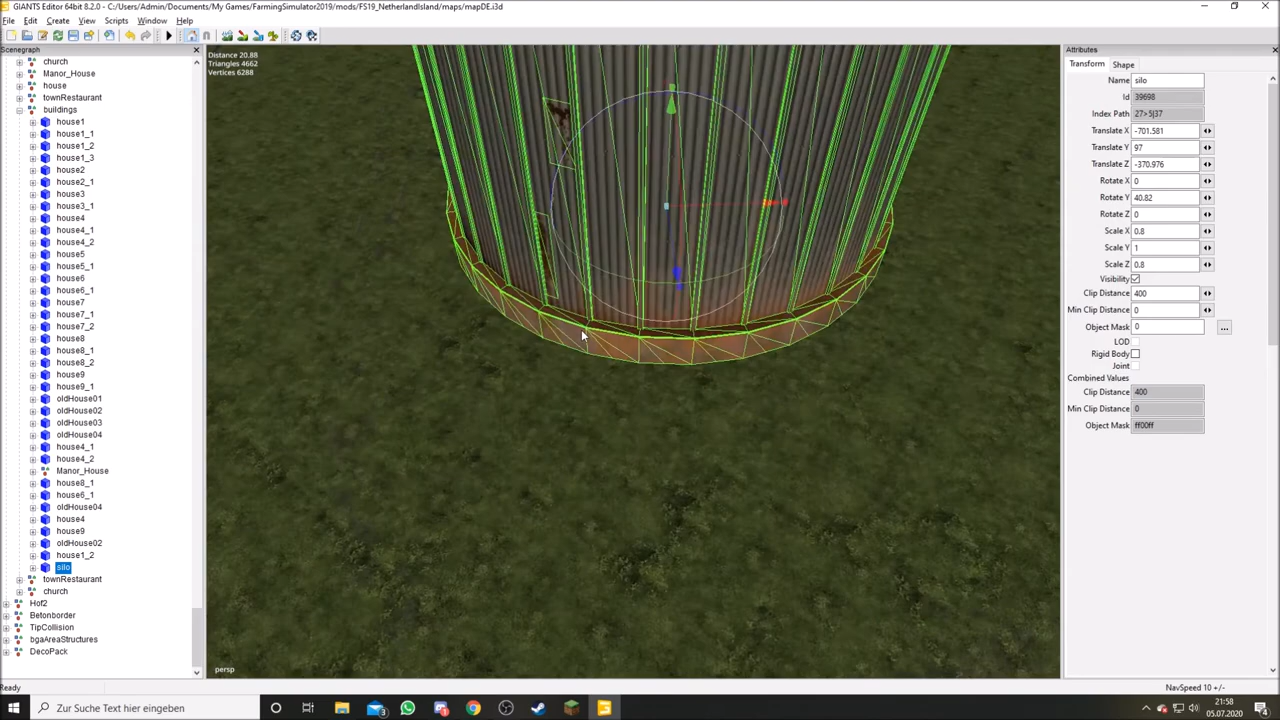 GIANTS Editor 64bit 8.2.0 - C:/Users/Admin/Documents/My Games/FarmingSimulator2019/mods/FS19_NetherlandIsland/maps/mapDE.i3d
File Edit Create View Scripts Window Help
Scenegraph
church
Manor_House
house
townRestaurant
buildings
house1
house1_1
house1_2
house1_3
house2
house2_1
house3
house3_1
house4
house4_1
house4_2
house5
house5_1
house6
house6_1
house7
house7_1
house7_2
house8
house8_1
house8_2
house9
house9_1
oldHouse01
oldHouse02
oldHouse03
oldHouse04
house4_1
house4_2
Manor_House
house8_1
house6_1
oldHouse04
house4
house9
oldHouse02
house1_2
silo
townRestaurant
church
Hof2
Betonborder
TipCollision
bgaAreaStructures
DecoPack
Distance 20.88
Triangles 4662
Vertices 6288
persp
Attributes
Transform Shape
Name silo
Id 39698
Index Path 27>5|37
Translate X -701.581
Translate Y 97
Translate Z -370.976
Rotate X 0
Rotate Y 40.82
Rotate Z 0
Scale X 0.8
Scale Y 1
Scale Z 0.8
Visibility
Clip Distance 400
Min Clip Distance 0
Object Mask 0 ...
LOD
Rigid Body
Joint
Combined Values
Clip Distance 400
Min Clip Distance 0
Object Mask ff00ff
Ready
NavSpeed 10 +/-
Zur Suche Text hier eingeben
3
21:58
05.07.2020
4